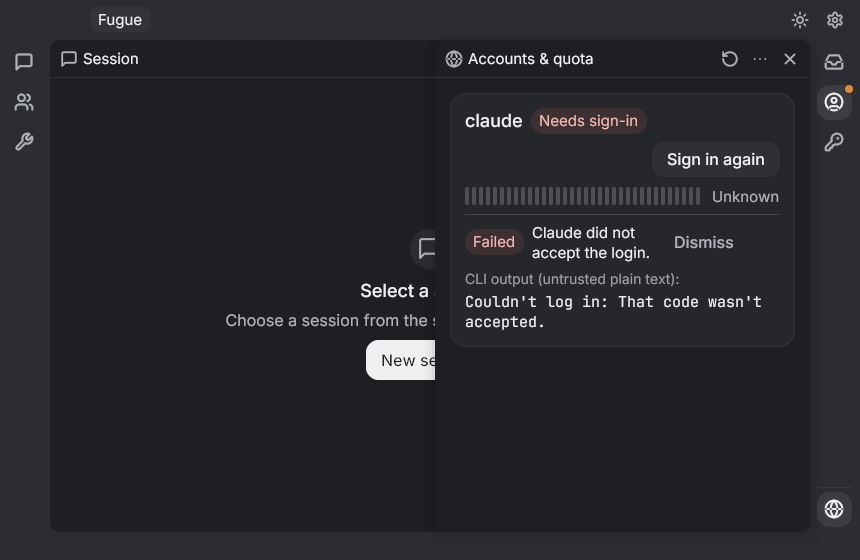 Fugue
Session
Accounts & quota
claude Needs sign-in
Sign in again
Unknown
Failed
Claude did not
accept the login.
Dismiss
CLI output (untrusted plain text):
Couldn't log in: That code wasn't
accepted.
Select a
Choose a session from the
New